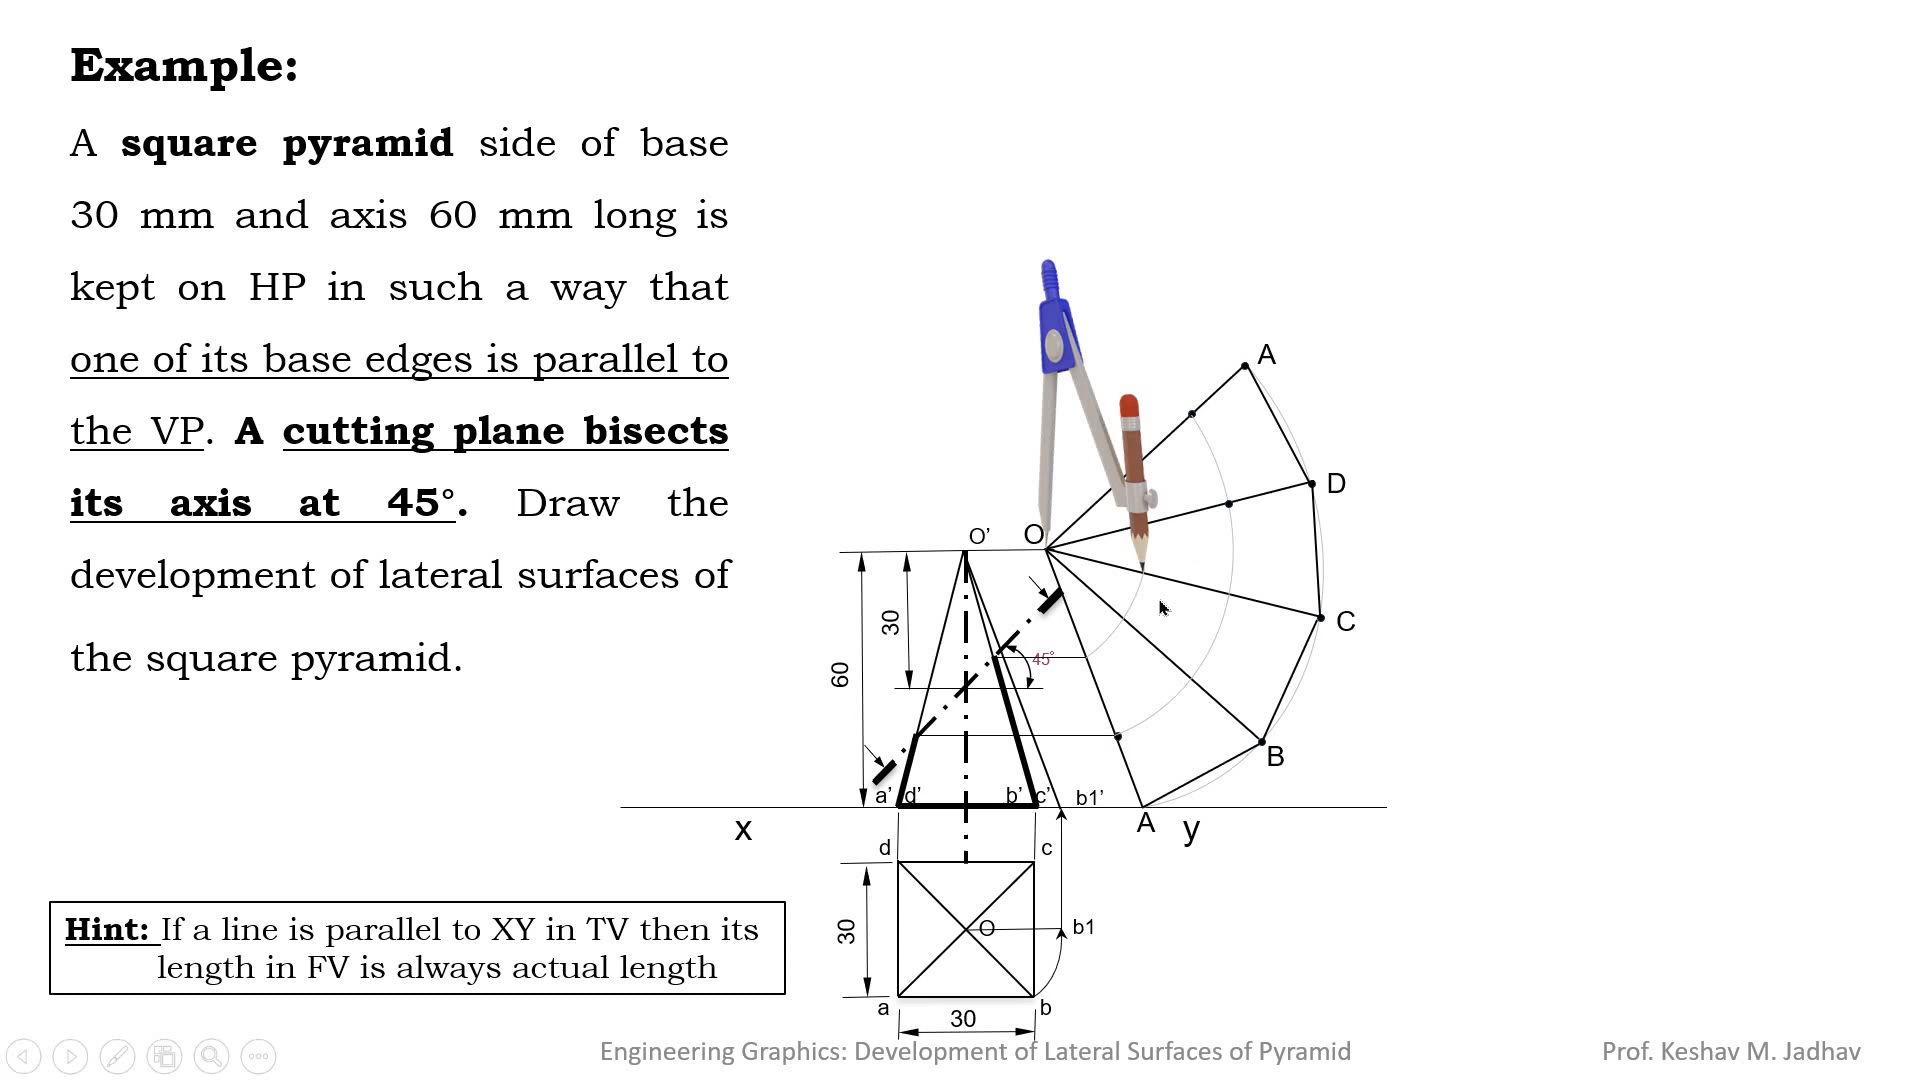 Example:
A square pyramid side of base
30 mm and axis 60 mm long is
kept on HP in such a way that
one of its base edges is parallel to
the VP. A cutting plane bisects
its axis at 45°. Draw the
development of lateral surfaces of
the square pyramid.
A
D
O' O
C
30
45°
60
B
a' d' b' c' b1'
A
x y
d c
30
O b1
a b
30
Hint: If a line is parallel to XY in TV then its
length in FV is always actual length
Engineering Graphics: Development of Lateral Surfaces of Pyramid
Prof. Keshav M. Jadhav